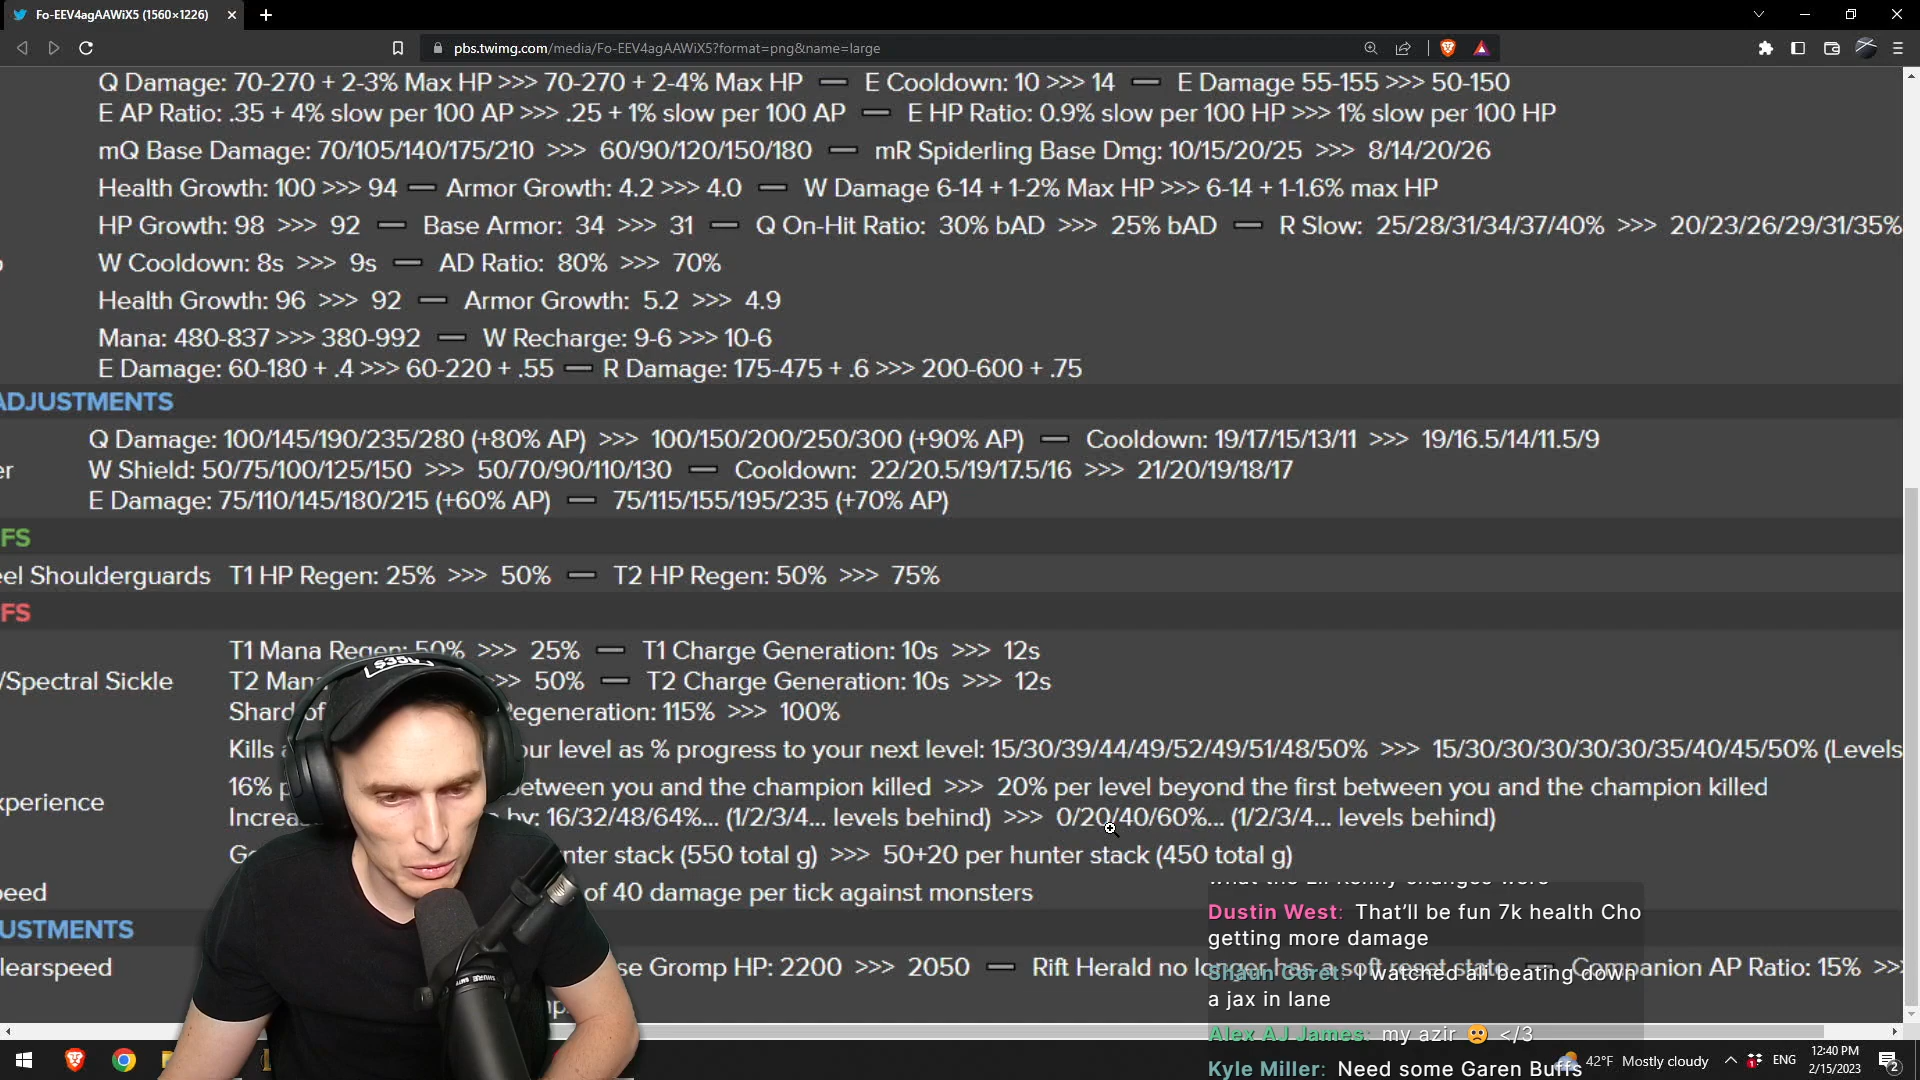 Fo-EEV4agAAWiX5 (1560×1226)
pbs.twimg.com/media/Fo-EEV4agAAWiX5?format=png&name=large
Q Damage: 70-270 + 2-3% Max HP >>> 70-270 + 2-4% Max HP — E Cooldown: 10 >>> 14 — E Damage 55-155 >>> 50-150
E AP Ratio: .35 + 4% slow per 100 AP >>> .25 + 1% slow per 100 AP — E HP Ratio: 0.9% slow per 100 HP >>> 1% slow per 100 HP
mQ Base Damage: 70/105/140/175/210 >>> 60/90/120/150/180 — mR Spiderling Base Dmg: 10/15/20/25 >>> 8/14/20/26
Health Growth: 100 >>> 94 — Armor Growth: 4.2 >>> 4.0 — W Damage 6-14 + 1-2% Max HP >>> 6-14 + 1-1.6% max HP
HP Growth: 98 >>> 92 — Base Armor: 34 >>> 31 — Q On-Hit Ratio: 30% bAD >>> 25% bAD — R Slow: 25/28/31/34/37/40% >>> 20/23/26/29/31/35%
W Cooldown: 8s >>> 9s — AD Ratio: 80% >>> 70%
Health Growth: 96 >>> 92 — Armor Growth: 5.2 >>> 4.9
Mana: 480-837 >>> 380-992 — W Recharge: 9-6 >>> 10-6
E Damage: 60-180 + .4 >>> 60-220 + .55 — R Damage: 175-475 + .6 >>> 200-600 + .75
ADJUSTMENTS
Q Damage: 100/145/190/235/280 (+80% AP) >>> 100/150/200/250/300 (+90% AP) — Cooldown: 19/17/15/13/11 >>> 19/16.5/14/11.5/9
er W Shield: 50/75/100/125/150 >>> 50/70/90/110/130 — Cooldown: 22/20.5/19/17.5/16 >>> 21/20/19/18/17
E Damage: 75/110/145/180/215 (+60% AP) — 75/115/155/195/235 (+70% AP)
FS
eel Shoulderguards T1 HP Regen: 25% >>> 50% — T2 HP Regen: 50% >>> 75%
FS
T1 Mana Regen: 50% >>> 25% — T1 Charge Generation: 10s >>> 12s
/Spectral Sickle T2 Man >> 50% — T2 Charge Generation: 10s >>> 12s
Shard of egeneration: 115% >>> 100%
Kills our level as % progress to your next level: 15/30/39/44/49/52/49/51/48/50% >>> 15/30/30/30/30/35/40/45/50% (Levels
16% between you and the champion killed >>> 20% per level beyond the first between you and the champion killed
xperience
Increa by: 16/32/48/64%... (1/2/3/4... levels behind) >>> 0/20/40/60%... (1/2/3/4... levels behind)
nter stack (550 total g) >>> 50+20 per hunter stack (450 total g)
eed of 40 damage per tick against monsters
USTMENTS
learspeed se Gromp HP: 2200 >>> 2050 — Rift Herald no longer has a soft reset state — Companion AP Ratio: 15% >>
$350
Dustin West: That'll be fun 7k health Cho
getting more damage
Shaun Goret: I watched ali beating down
a jax in lane
Alex AJ James: my azir 🙁 </3
Kyle Miller: Need some Garen Buffs
42°F Mostly cloudy
ENG
12:40 PM
2/15/2023
2